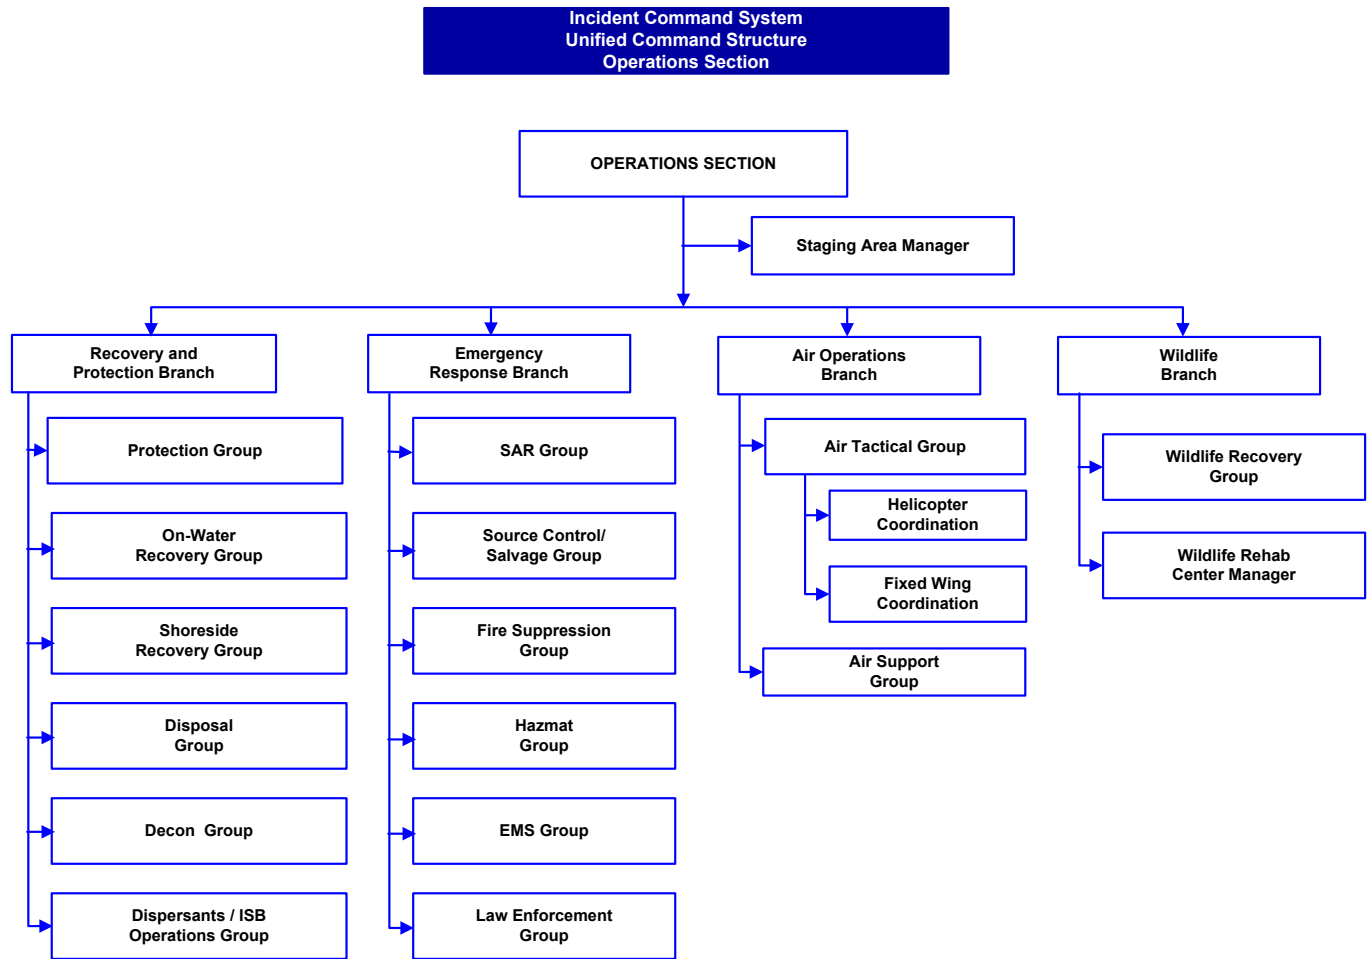 Incident Command System
Unified Command Structure
Operations Section
OPERATIONS SECTION
Staging Area Manager
Recovery and
Protection Branch
Protection Group
On-Water
Recovery Group
Shoreside
Recovery Group
Disposal
Group
Decon Group
Dispersants / ISB
Operations Group
Emergency
Response Branch
SAR Group
Source Control/
Salvage Group
Fire Suppression
Group
Hazmat
Group
EMS Group
Law Enforcement
Group
Air Operations
Branch
Air Tactical Group
Helicopter
Coordination
Fixed Wing
Coordination
Air Support
Group
Wildlife
Branch
Wildlife Recovery
Group
Wildlife Rehab
Center Manager